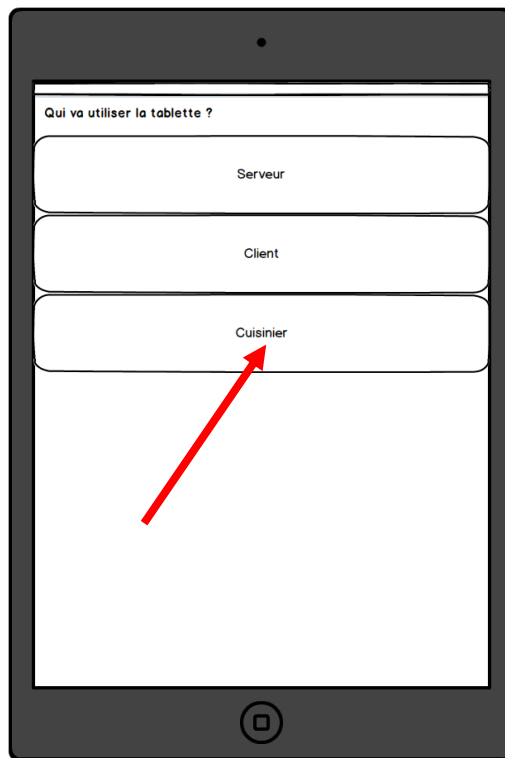 Qui va utiliser la tablette ?
Serveur
Client
Cuisinier